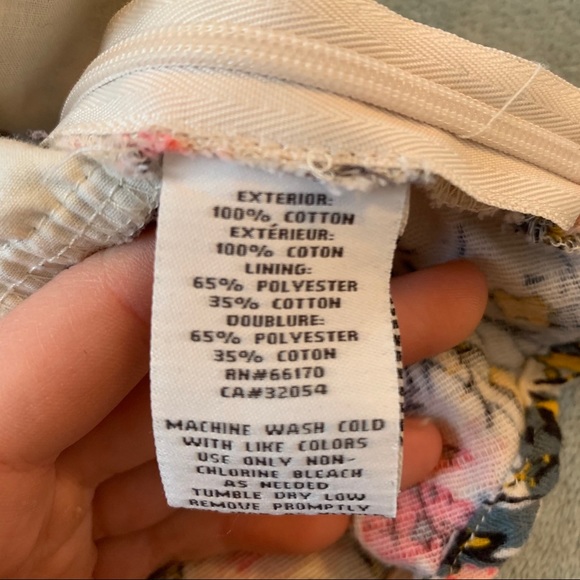 EXTERIOR:
100% COTTON
EXTÉRIEUR:
100% COTON
LINING:
65% POLYESTER
35% COTTON
DOUBLURE:
65% POLYESTER
35% COTON
RN#66170
CA#32054
MACHINE WASH COLD
WITH LIKE COLORS
USE ONLY NON-
CHLORINE BLEACH
AS NEEDED
TUMBLE DRY LOW
REMOVE PROMPTLY